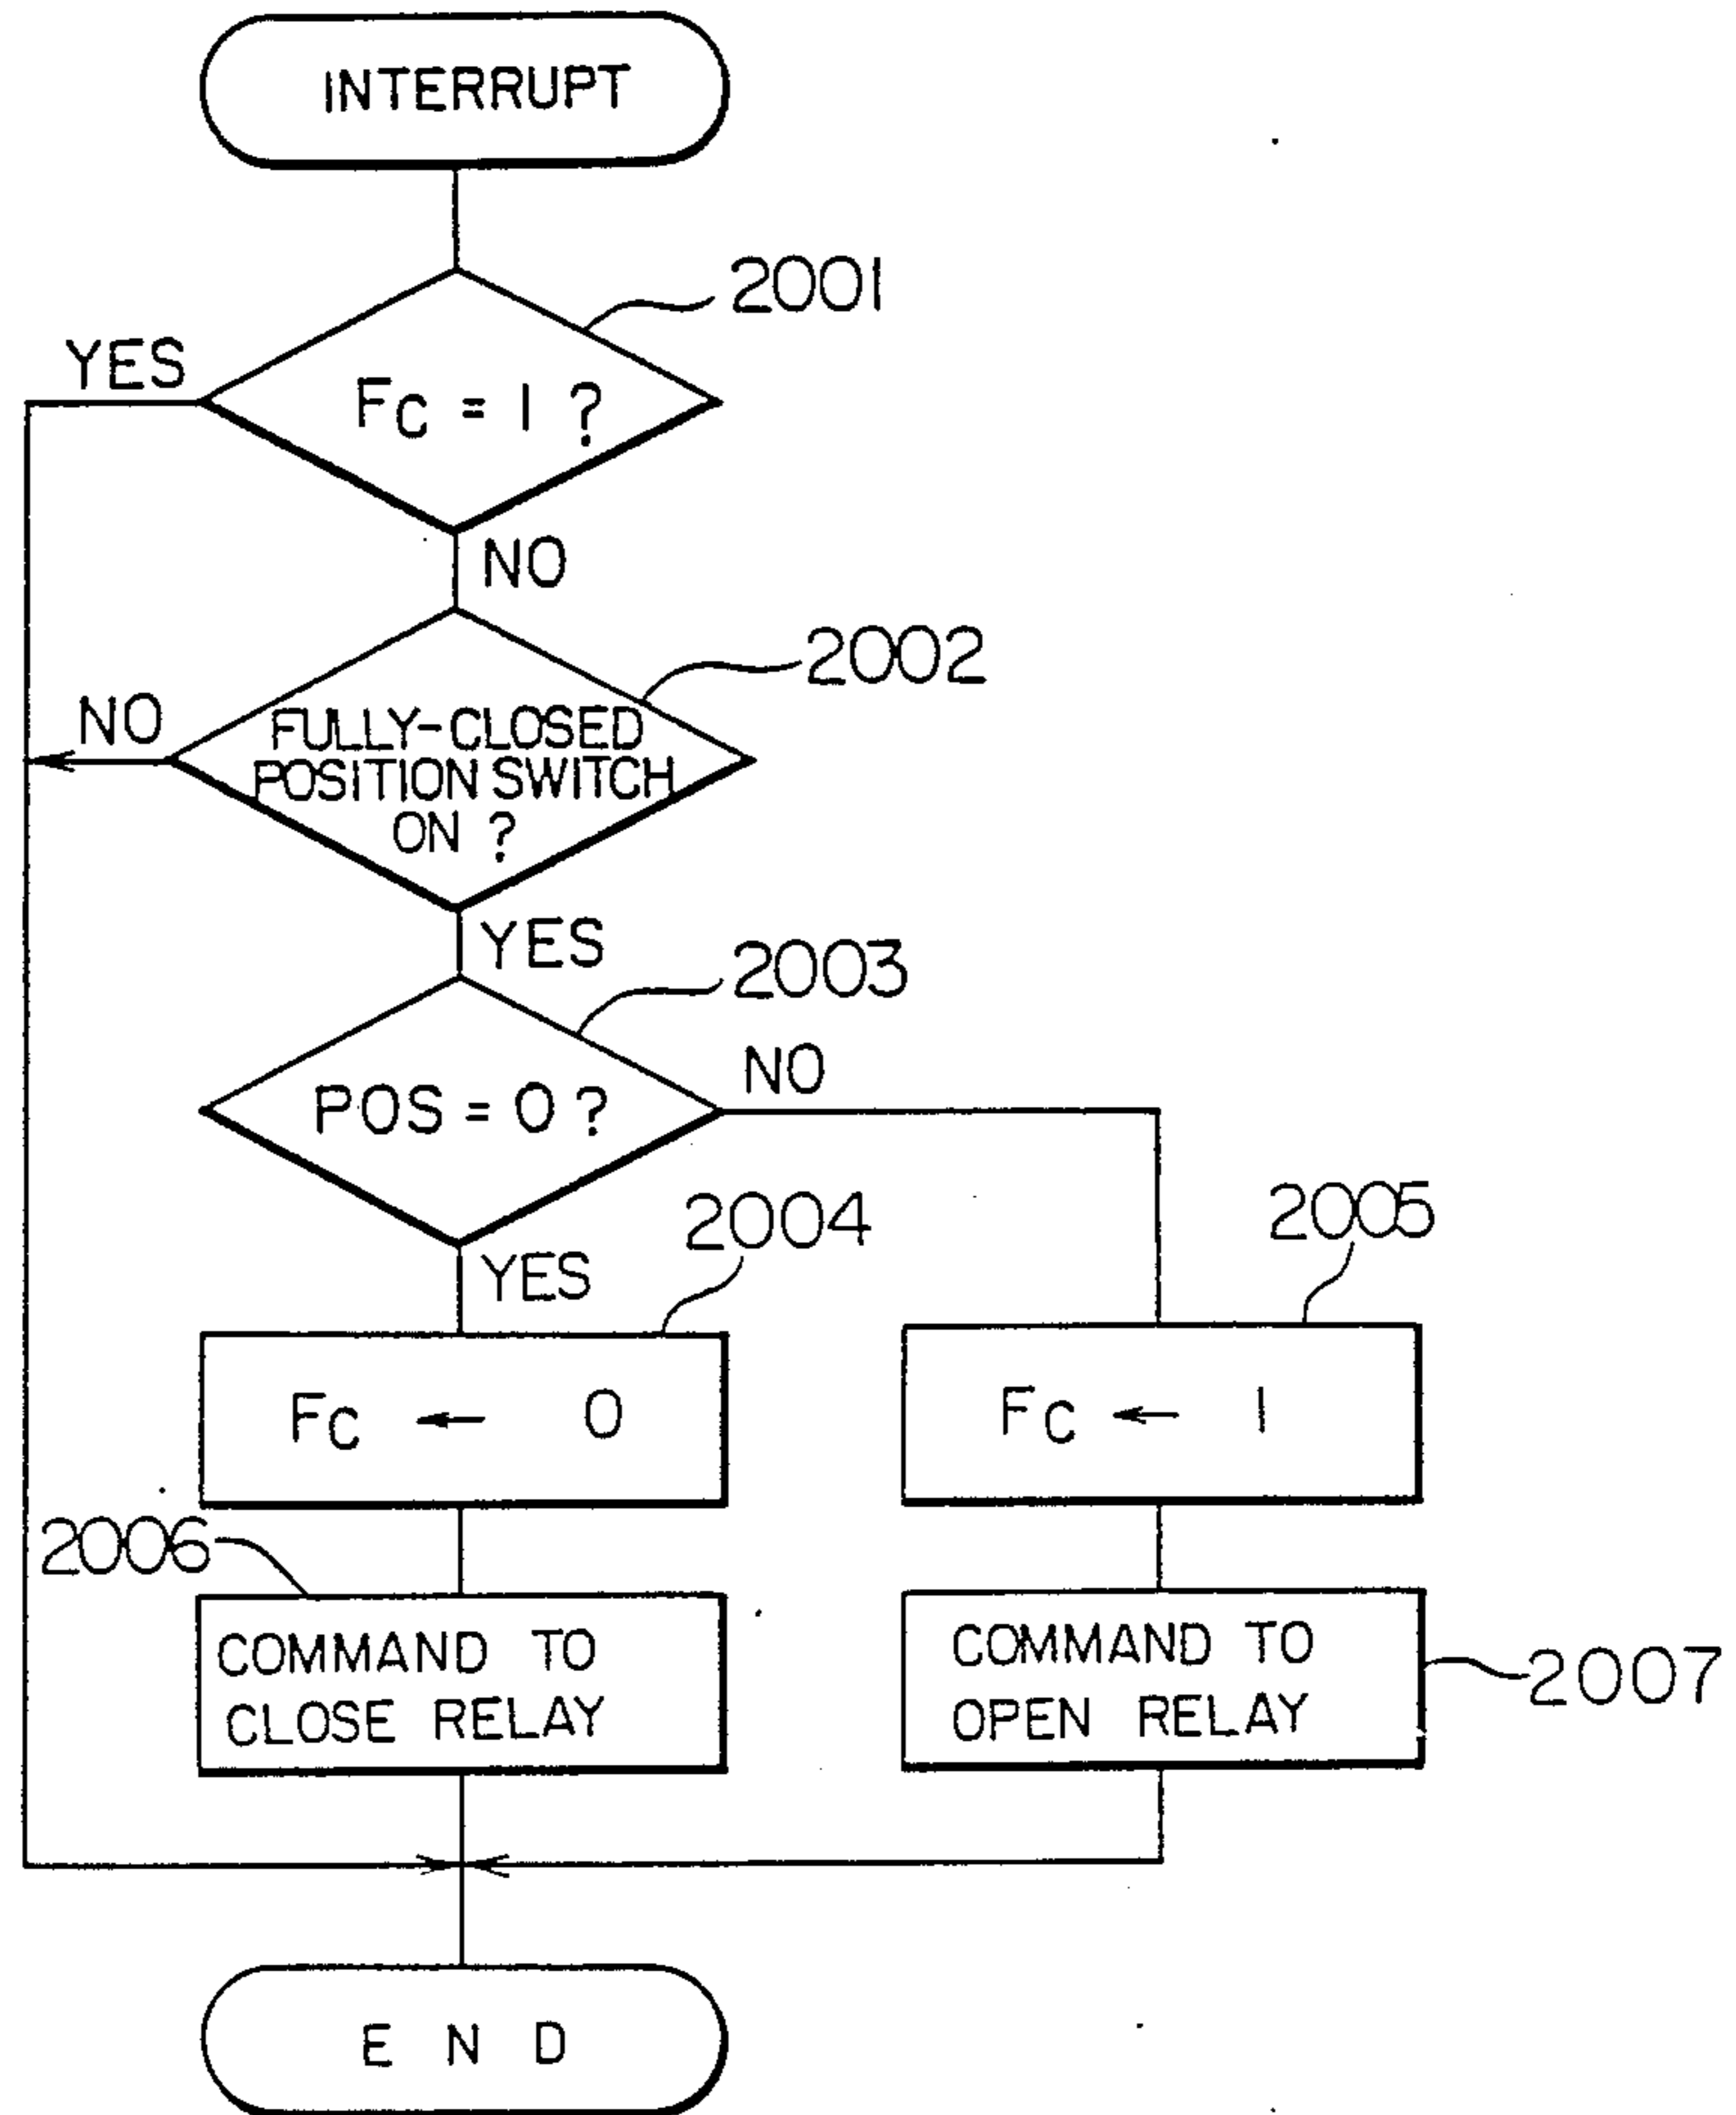 INTERRUPT
2001
YES
Fc = 1 ?
NO
2002
NO
FULLY-CLOSED
POSITION SWITCH
ON ?
YES
2003
NO
POS = 0 ?
2004
2005
YES
Fc ← 0
Fc ← 1
2006
COMMAND TO
CLOSE RELAY
COMMAND TO
OPEN RELAY
2007
END